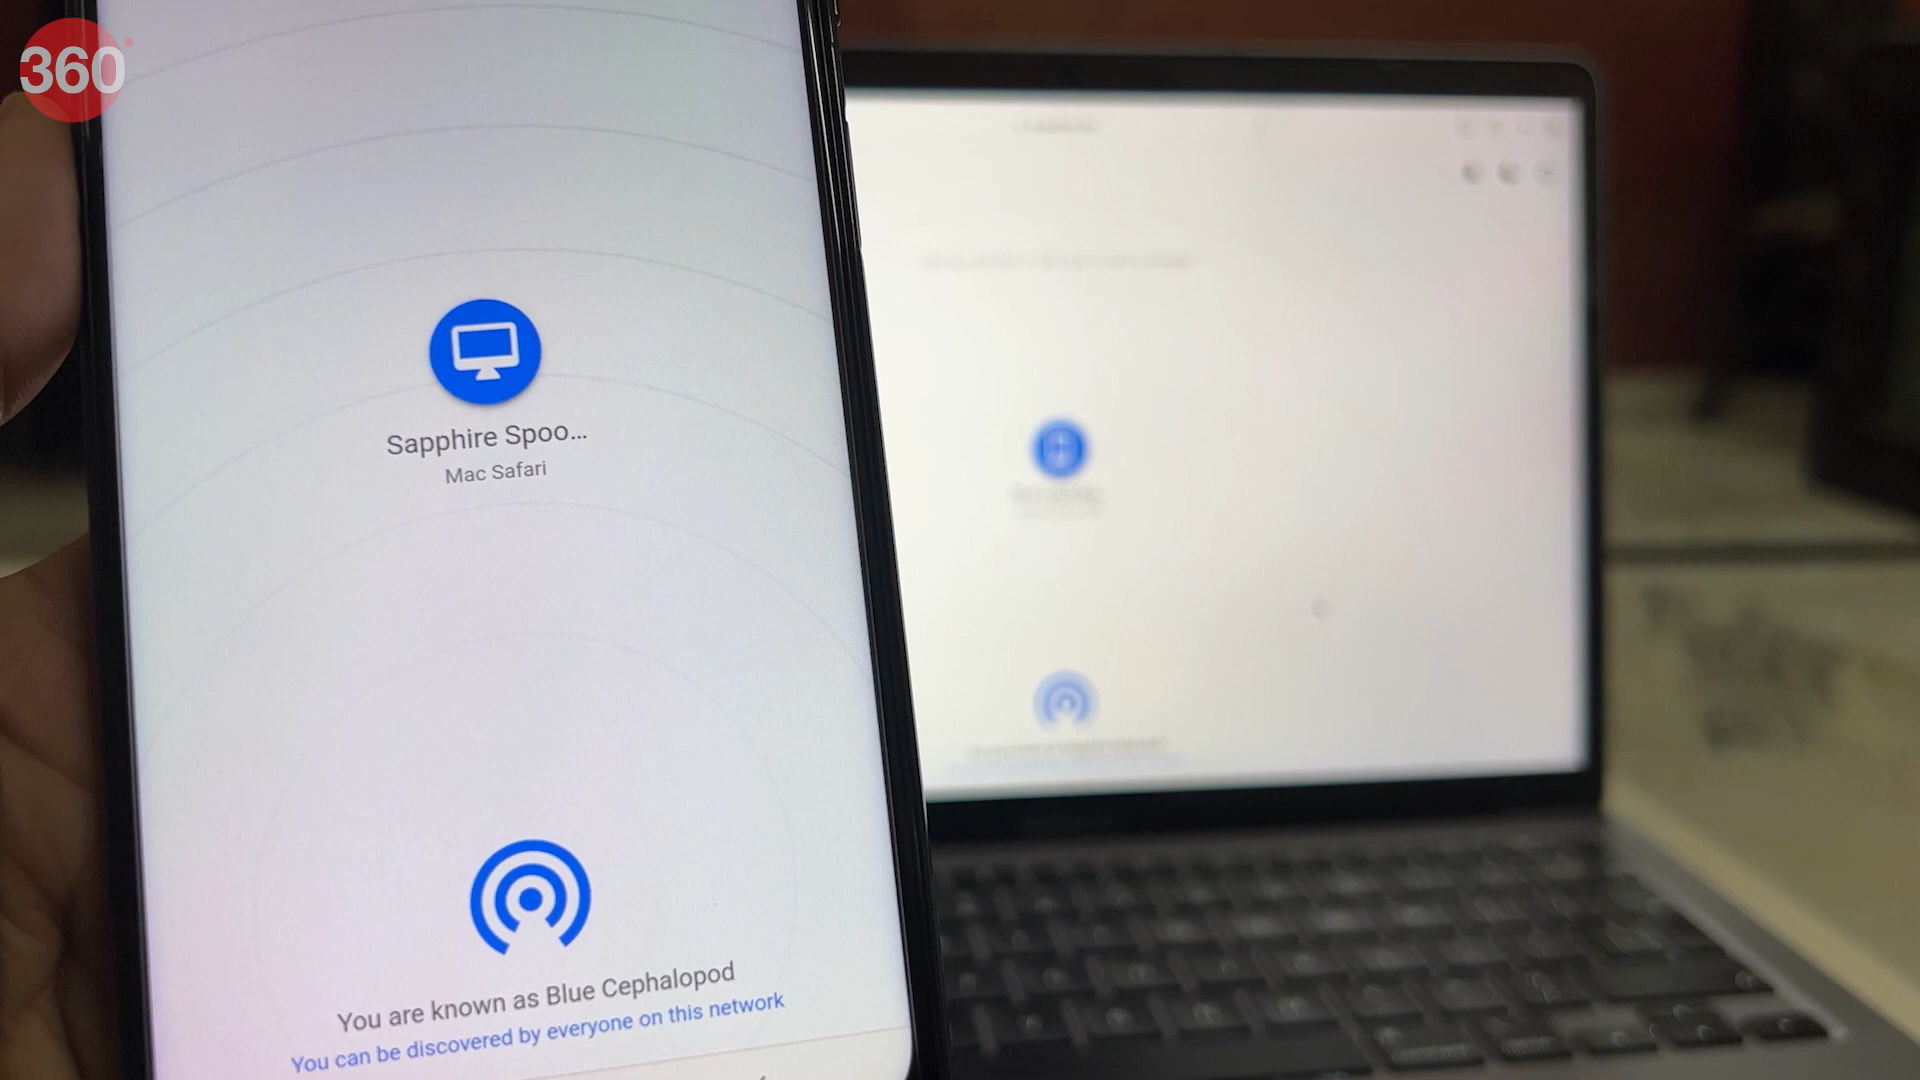 360
Sapphire Spoo...
Mac Safari
You are known as Blue Cephalopod
You can be discovered by everyone on this network